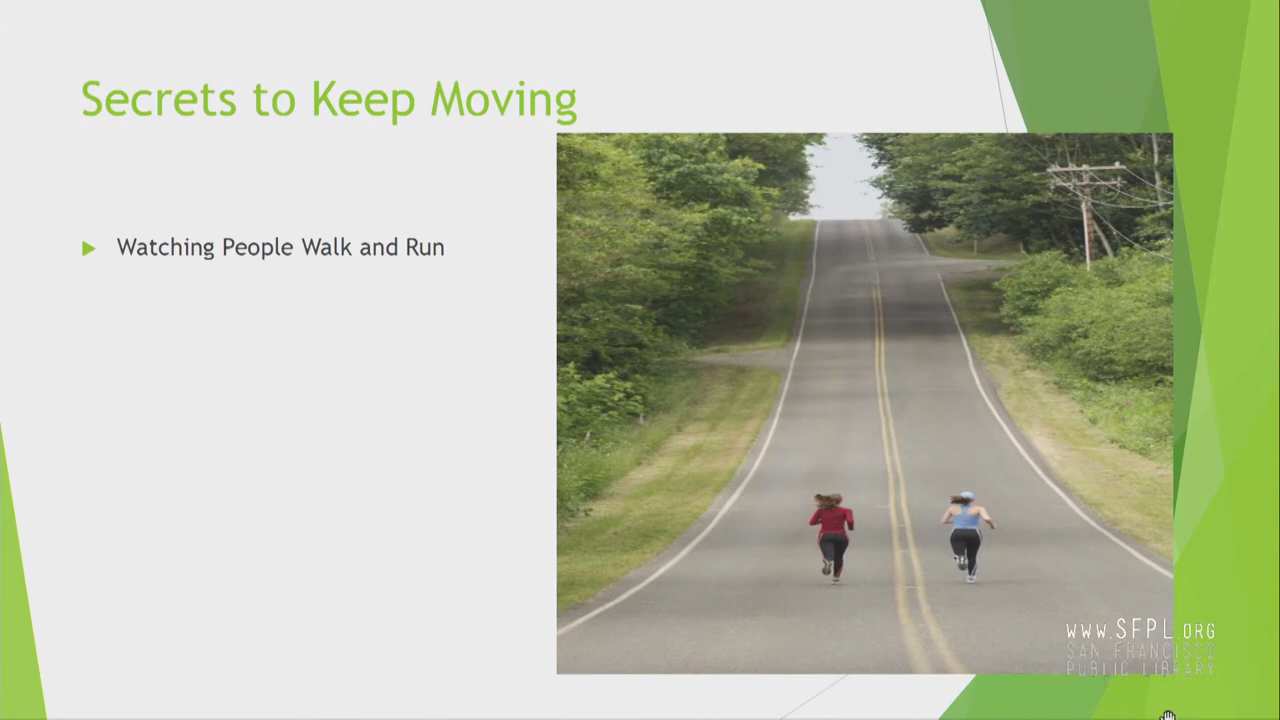 Secrets to Keep Moving
Watching People Walk and Run
www.SFPL.ORG
SAN FRANCISCO
PUBLIC LIBRARY